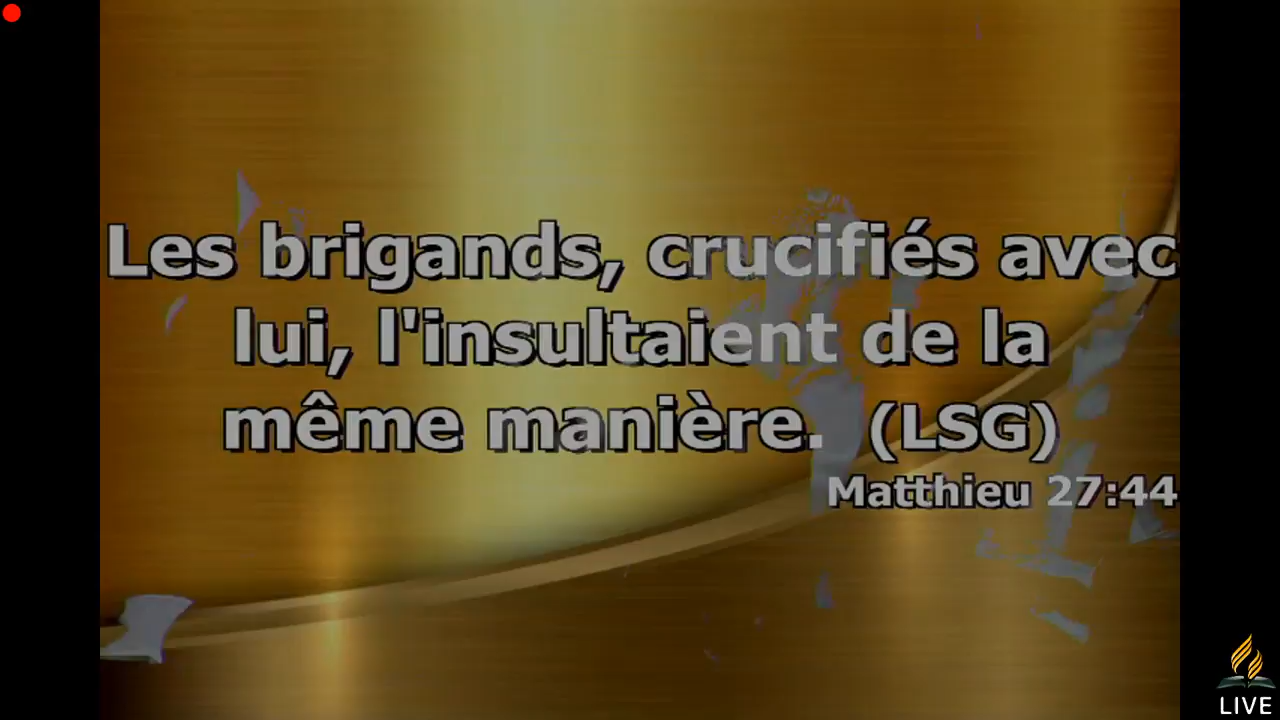 Les brigands, crucifiés avec
lui, l'insultaient de la
même manière. (LSG)
Matthieu 27:44
LIVE